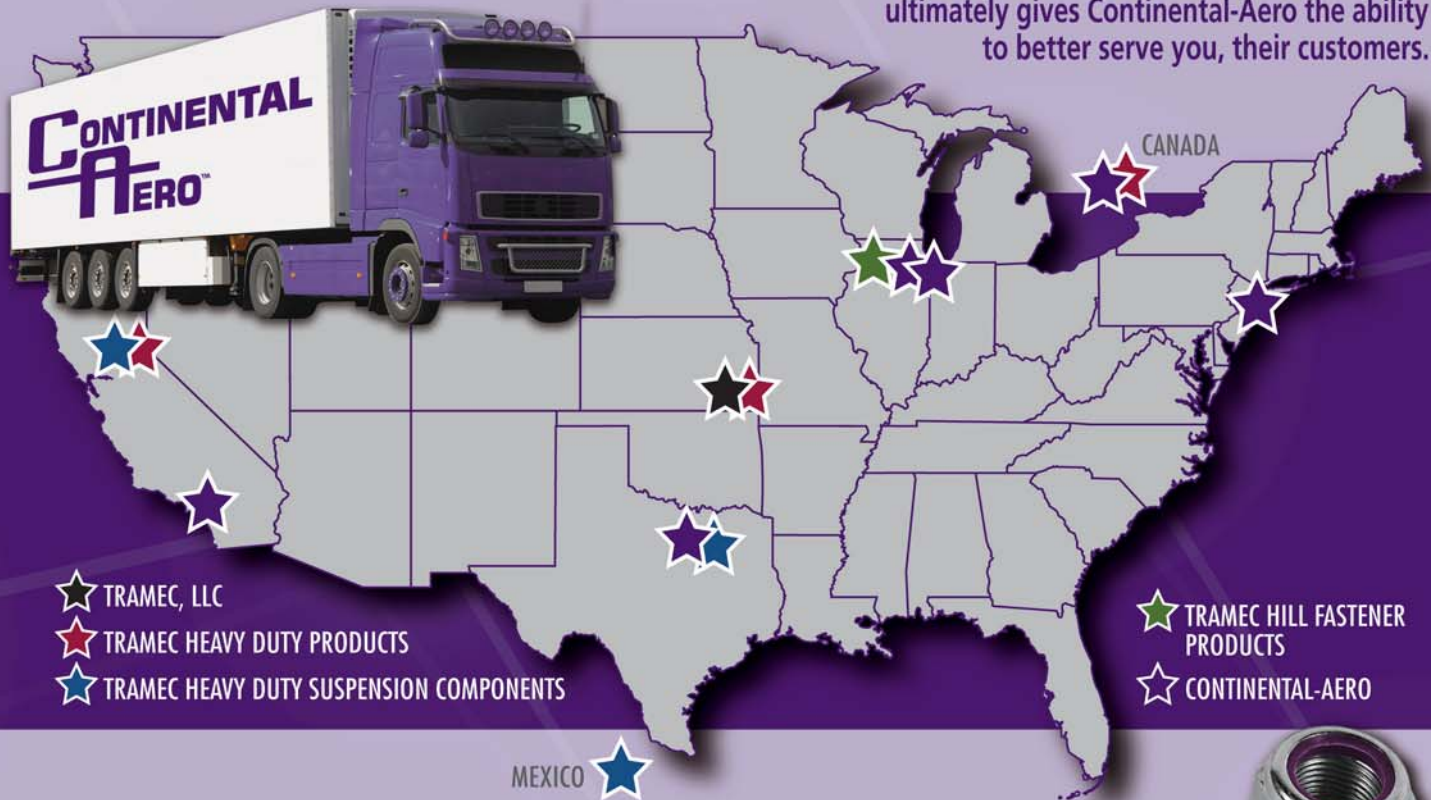 ultimately gives Continental-Aero the ability
to better serve you, their customers.
CONTINENTAL
AERO™
CANADA
TRAMEC, LLC
TRAMEC HEAVY DUTY PRODUCTS
TRAMEC HEAVY DUTY SUSPENSION COMPONENTS
TRAMEC HILL FASTENER
PRODUCTS
CONTINENTAL-AERO
MEXICO